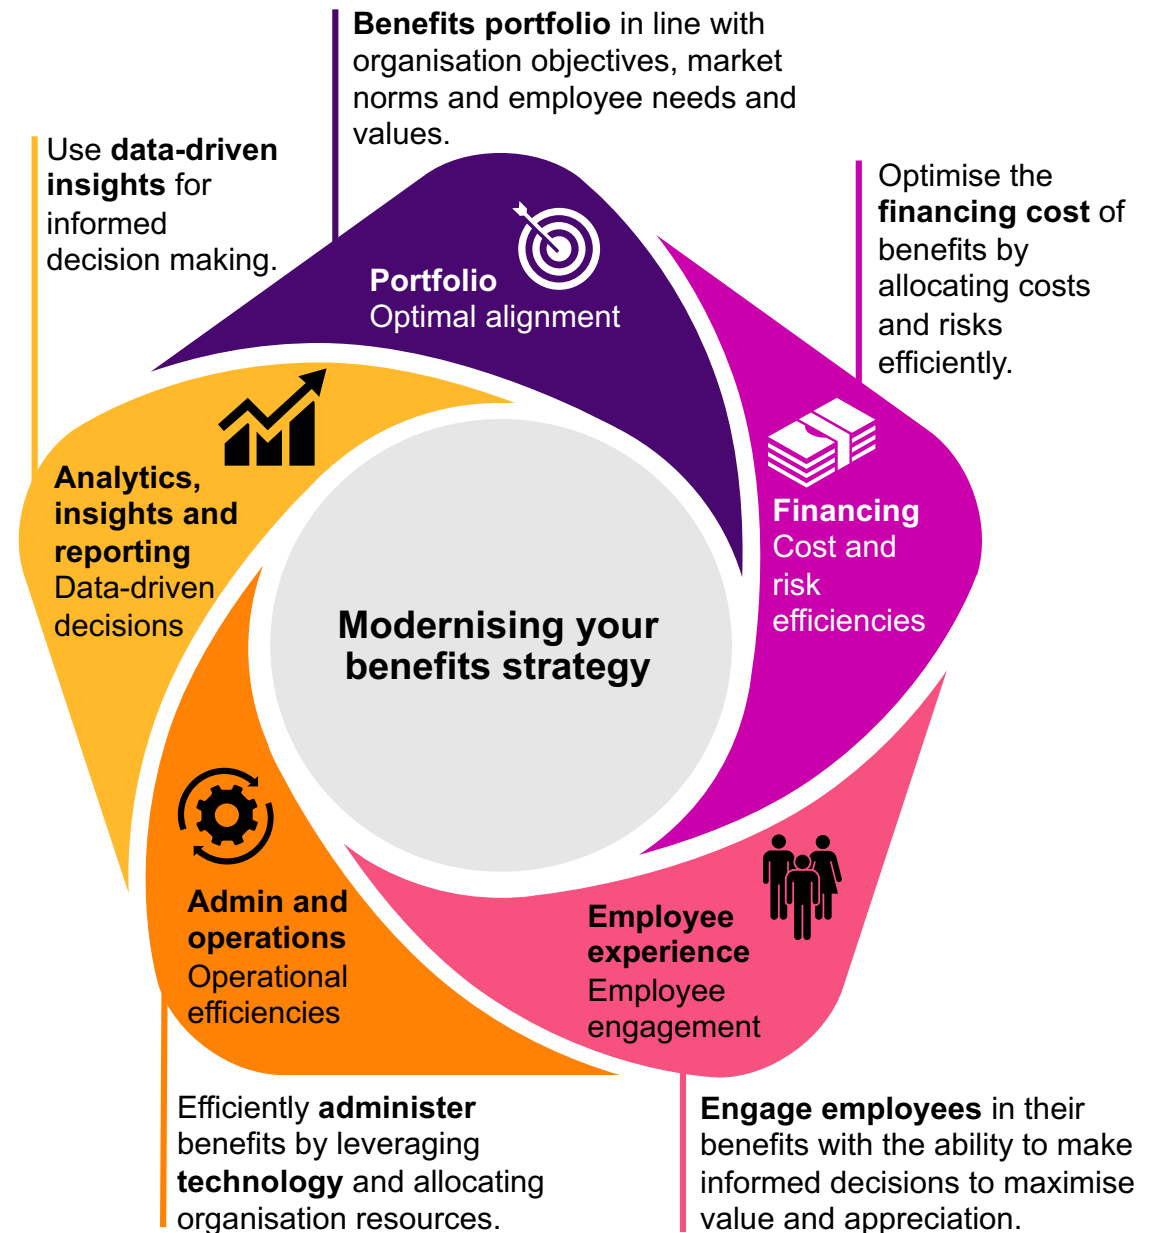 Benefits portfolio in line with
organisation objectives, market
norms and employee needs and
values.
Use data-driven
insights for
informed
decision making.
Optimise the
financing cost of
benefits by
allocating costs
and risks
efficiently.
Portfolio
Optimal alignment
Financing
Cost and
risk
efficiencies
Analytics,
insights and
reporting
Data-driven
decisions
Modernising your
benefits strategy
Admin and
operations
Operational
efficiencies
Employee
experience
Employee
engagement
Efficiently administer
benefits by leveraging
technology and allocating
organisation resources.
Engage employees in their
benefits with the ability to make
informed decisions to maximise
value and appreciation.